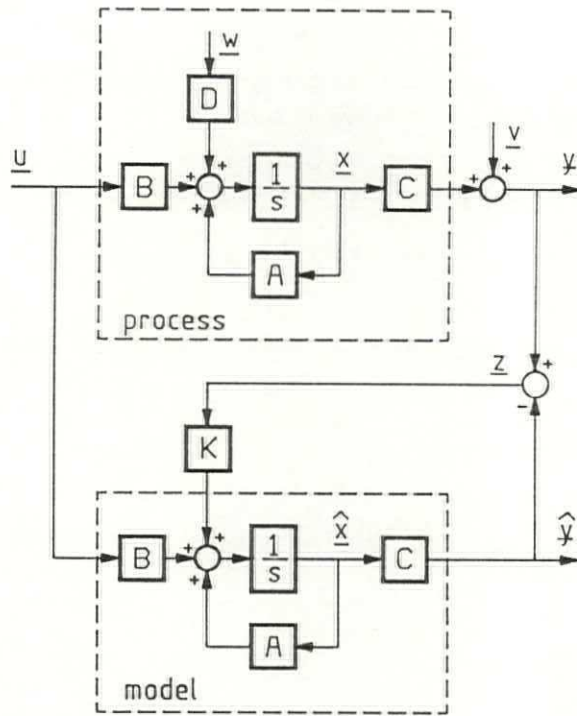 w
D
u
B
+
+
+
1
s
x
C
+
v
+
y
A
process
z
+
-
K
B
+
+
+
1
s
x̂
C
ŷ
A
model